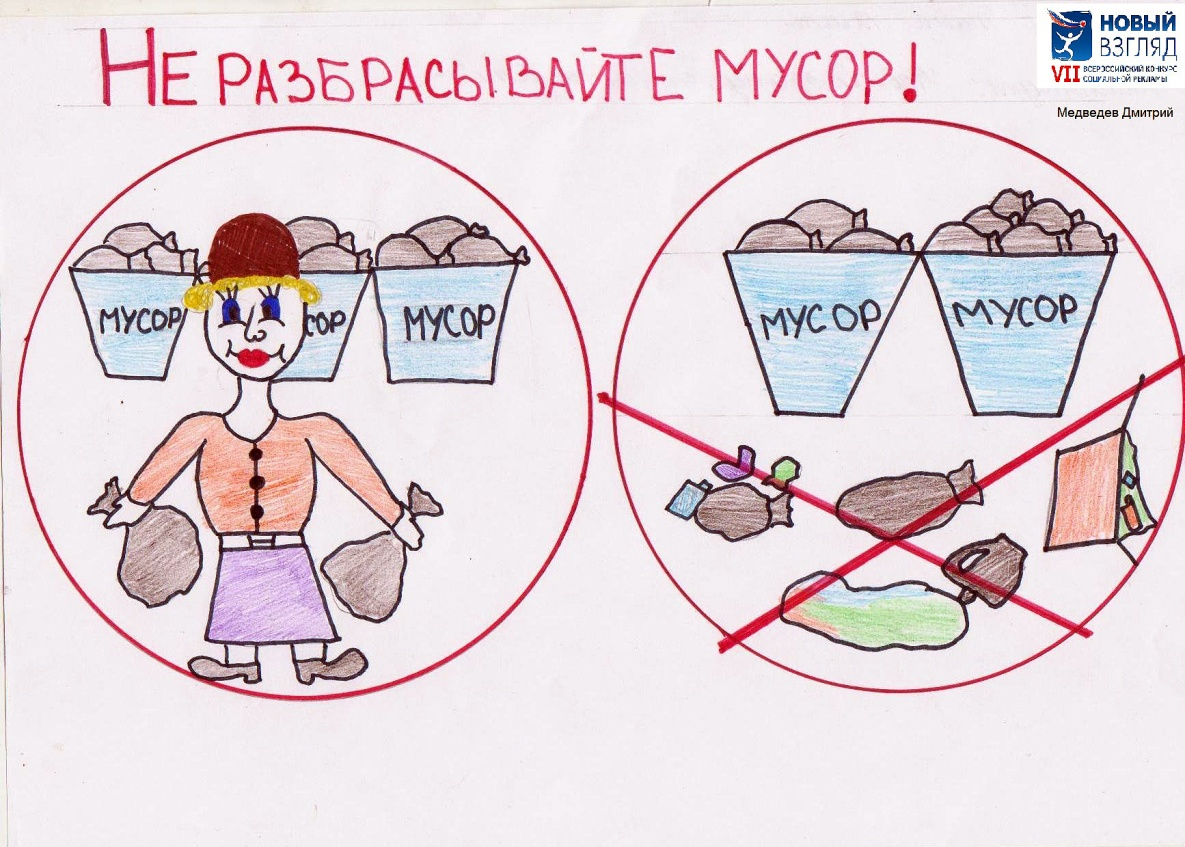 НЕ РАЗБРАСЫВАЙТЕ МУСОР!
НОВЫЙ
ВЗГЛЯД
VII ВСЕРОССИЙСКИЙ КОНКУРС
СОЦИАЛЬНОЙ РЕКЛАМЫ
Медведев Дмитрий
МУСОР
СОР
МУСОР
МУСОР
МУСОР